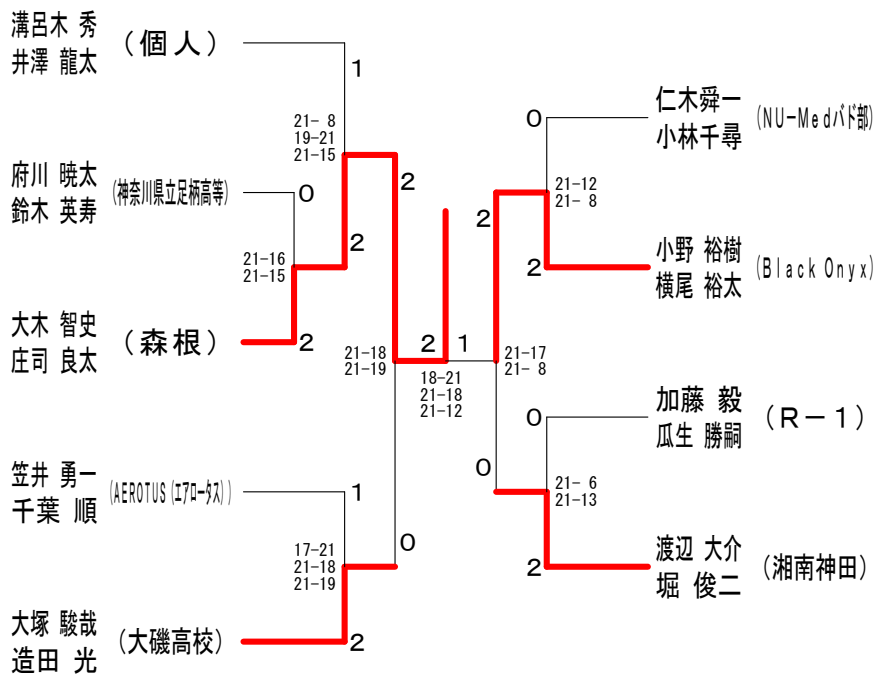 溝呂木 秀
井澤 龍太
(個人)
1
21- 8
19-21
21-15
府川 暁太
鈴木 英寿
(神奈川県立足柄高等)
0
2
2
21-16
21-15
大木 智史
庄司 良太
(森根)
2
21-18
21-19
笠井 勇一
千葉 順
(AEROTUS(エアロータス))
1
0
17-21
21-18
21-19
大塚 駿哉
造田 光
(大磯高校)
2
2
1
18-21
21-18
21-12
仁木舜一
小林千尋
(NU-Medバド部)
0
21-12
21- 8
2
小野 裕樹
横尾 裕太
(Black Onyx)
2
21-17
21- 8
加藤 毅
瓜生 勝嗣
(R-1)
0
0
21- 6
21-13
渡辺 大介
堀 俊二
(湘南神田)
2